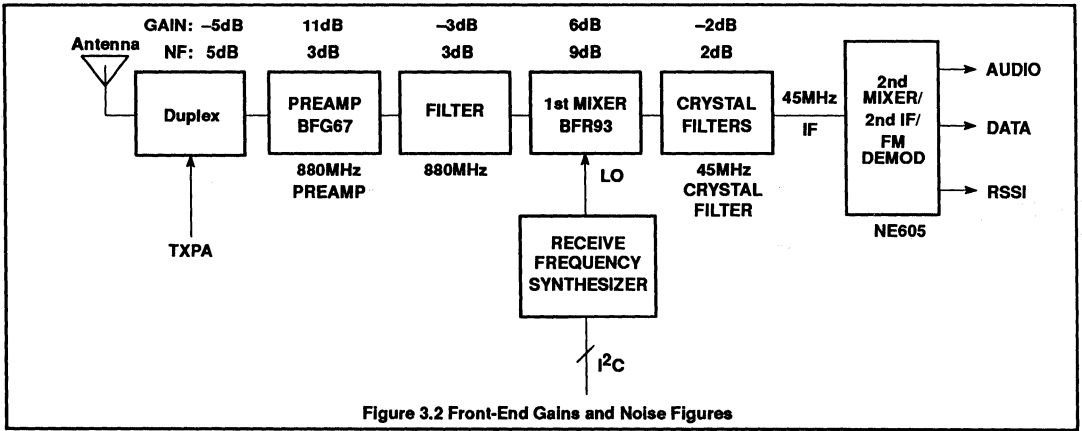 GAIN: –5dB 11dB –3dB 6dB –2dB
Antenna
NF: 5dB 3dB 3dB 9dB 2dB
Duplex
PREAMP
BFG67
FILTER
1st MIXER
BFR93
CRYSTAL
FILTERS
45MHz
IF
2nd
MIXER/
2nd IF/
FM
DEMOD
AUDIO
DATA
RSSI
880MHz
PREAMP
880MHz
LO
45MHz
CRYSTAL
FILTER
NE605
TXPA
RECEIVE
FREQUENCY
SYNTHESIZER
I²C
Figure 3.2 Front-End Gains and Noise Figures